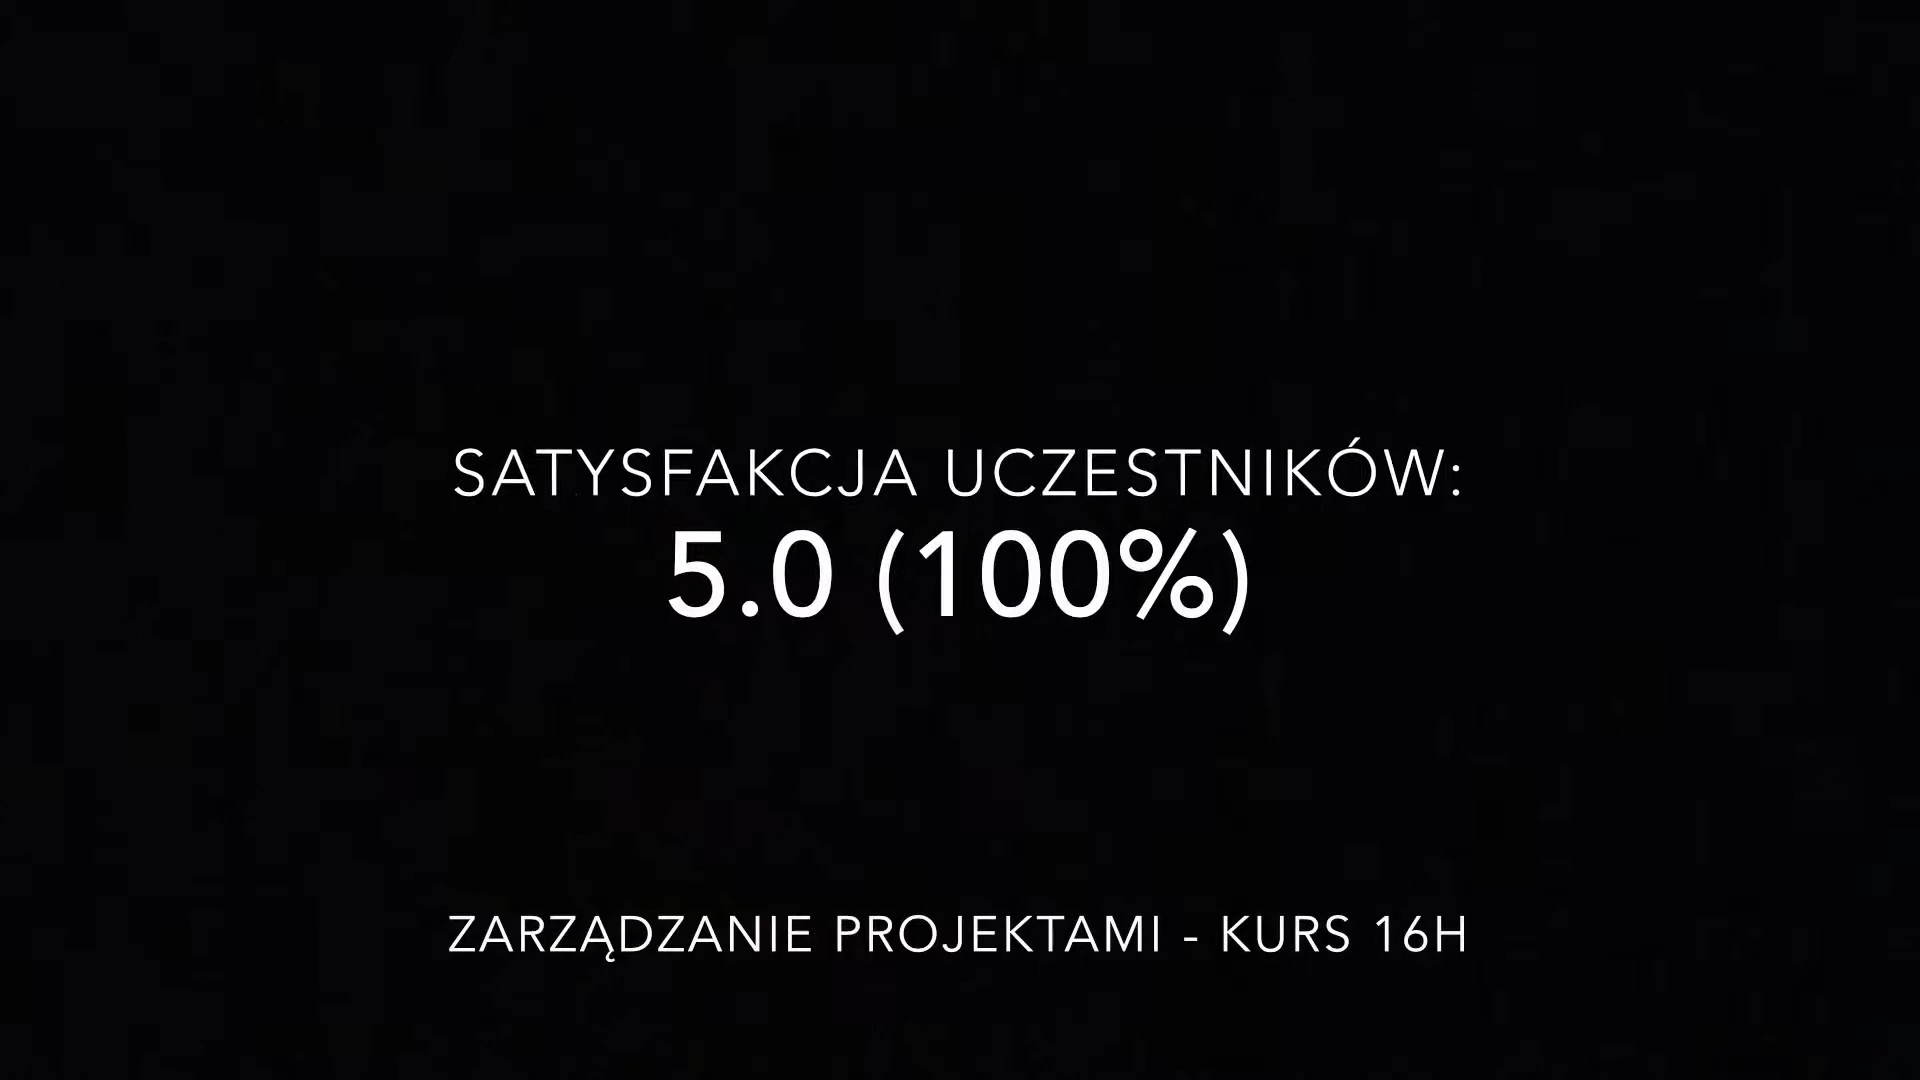 SATYSFAKCJA UCZESTNIKÓW:
5.0 (100%)
ZARZĄDZANIE PROJEKTAMI - KURS 16H